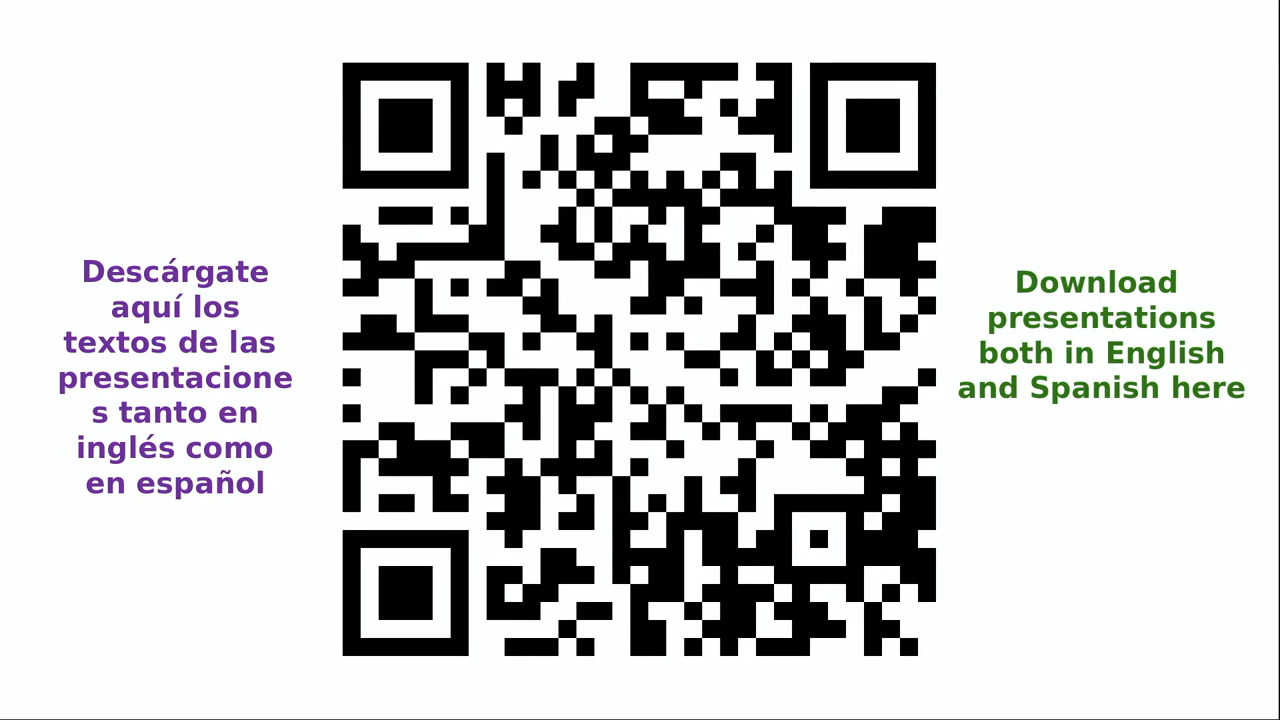 Descárgate
aquí los
textos de las
presentacione
s tanto en
inglés como
en español
Download
presentations
both in English
and Spanish here